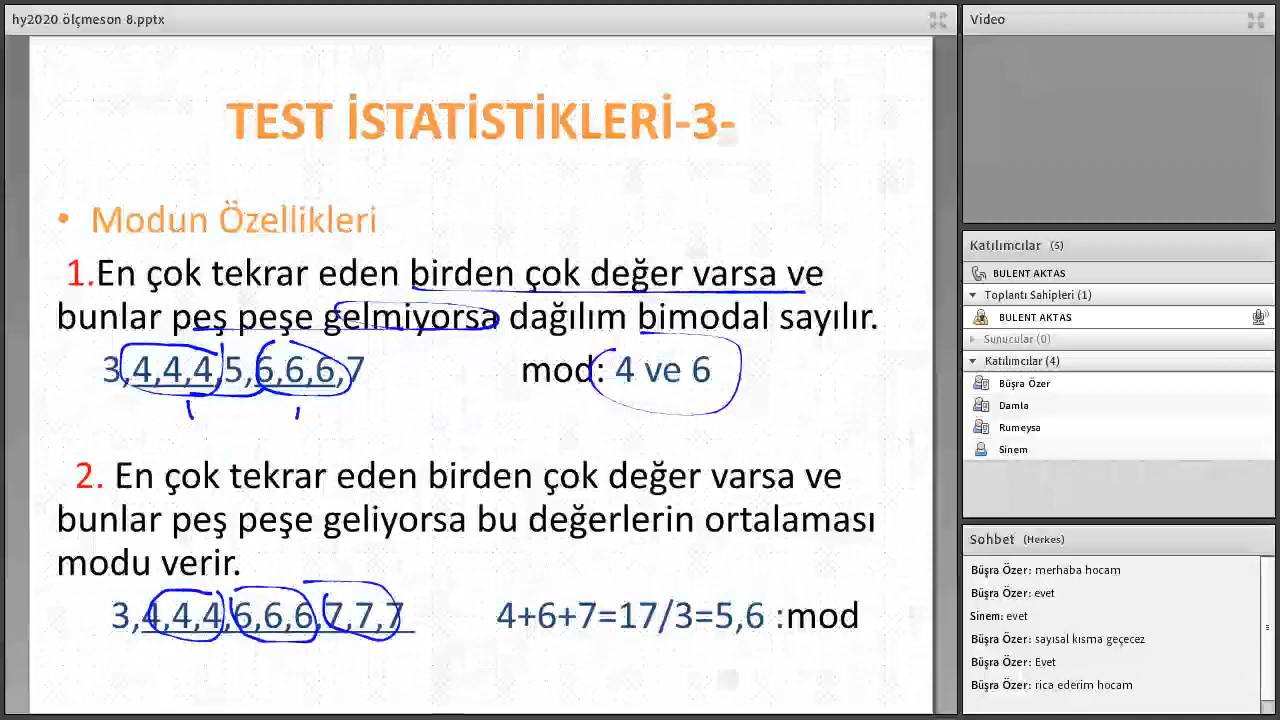 hy2020 ölçmeson 8.pptx
TEST İSTATİSTİKLERİ-3-
• Modun Özellikleri
1.En çok tekrar eden birden çok değer varsa ve
bunlar peş peşe gelmiyorsa dağılım bimodal sayılır.
3,4,4,4,5,6,6,6,7 mod: 4 ve 6
2. En çok tekrar eden birden çok değer varsa ve
bunlar peş peşe geliyorsa bu değerlerin ortalaması
modu verir.
3,4,4,4,6,6,6,7,7,7 4+6+7=17/3=5,6 :mod
Video
Katılımcılar (5)
BULENT AKTAS
Toplantı Sahipleri (1)
BULENT AKTAS
Sunucular (0)
Katılımcılar (4)
Büşra Özer
Damla
Rumeysa
Sinem
Sohbet (Herkes)
Büşra Özer: merhaba hocam
Büşra Özer: evet
Sinem: evet
Büşra Özer: sayısal kısma geçecez
Büşra Özer: Evet
Büşra Özer: rica ederim hocam